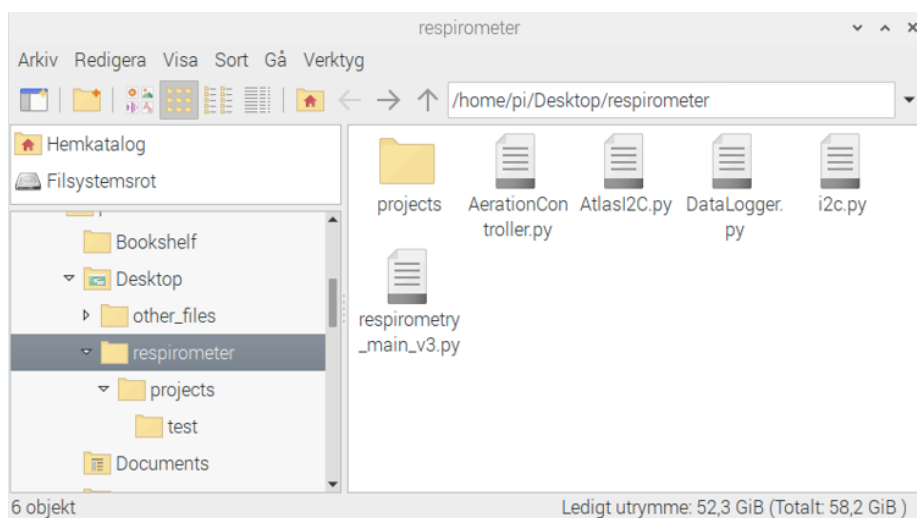 respirometer
Arkiv Redigera Visa Sort Gå Verktyg
/home/pi/Desktop/respirometer
Hemkatalog
Filsystemsrot
Bookshelf
Desktop
other_files
respirometer
projects
test
Documents
projects
AerationCon
troller.py
AtlasI2C.py
DataLogger.
py
i2c.py
respirometry
_main_v3.py
6 objekt
Ledigt utrymme: 52,3 GiB (Totalt: 58,2 GiB )